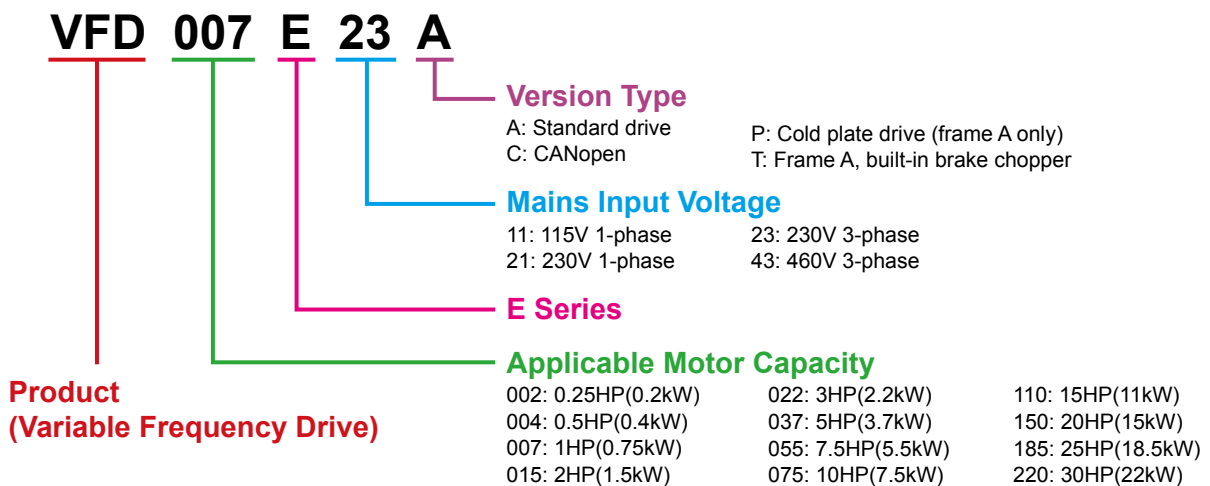 VFD 007 E 23 A
Version Type
A: Standard drive
C: CANopen
P: Cold plate drive (frame A only)
T: Frame A, built-in brake chopper
Mains Input Voltage
11: 115V 1-phase
21: 230V 1-phase
23: 230V 3-phase
43: 460V 3-phase
E Series
Applicable Motor Capacity
002: 0.25HP(0.2kW)
004: 0.5HP(0.4kW)
007: 1HP(0.75kW)
015: 2HP(1.5kW)
022: 3HP(2.2kW)
037: 5HP(3.7kW)
055: 7.5HP(5.5kW)
075: 10HP(7.5kW)
110: 15HP(11kW)
150: 20HP(15kW)
185: 25HP(18.5kW)
220: 30HP(22kW)
Product
(Variable Frequency Drive)